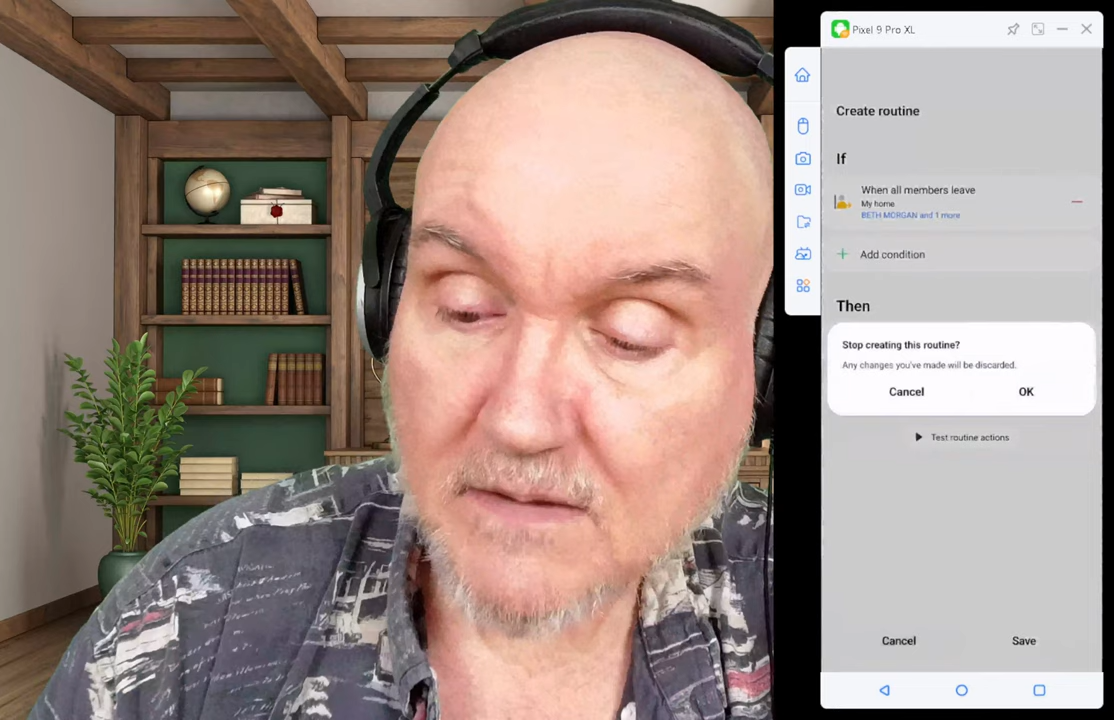 Pixel 9 Pro XL
Create routine
If
When all members leave
My home
BETH MORGAN and 1 more
Add condition
Then
Stop creating this routine?
Any changes you've made will be discarded.
Cancel OK
Test routine actions
Cancel Save